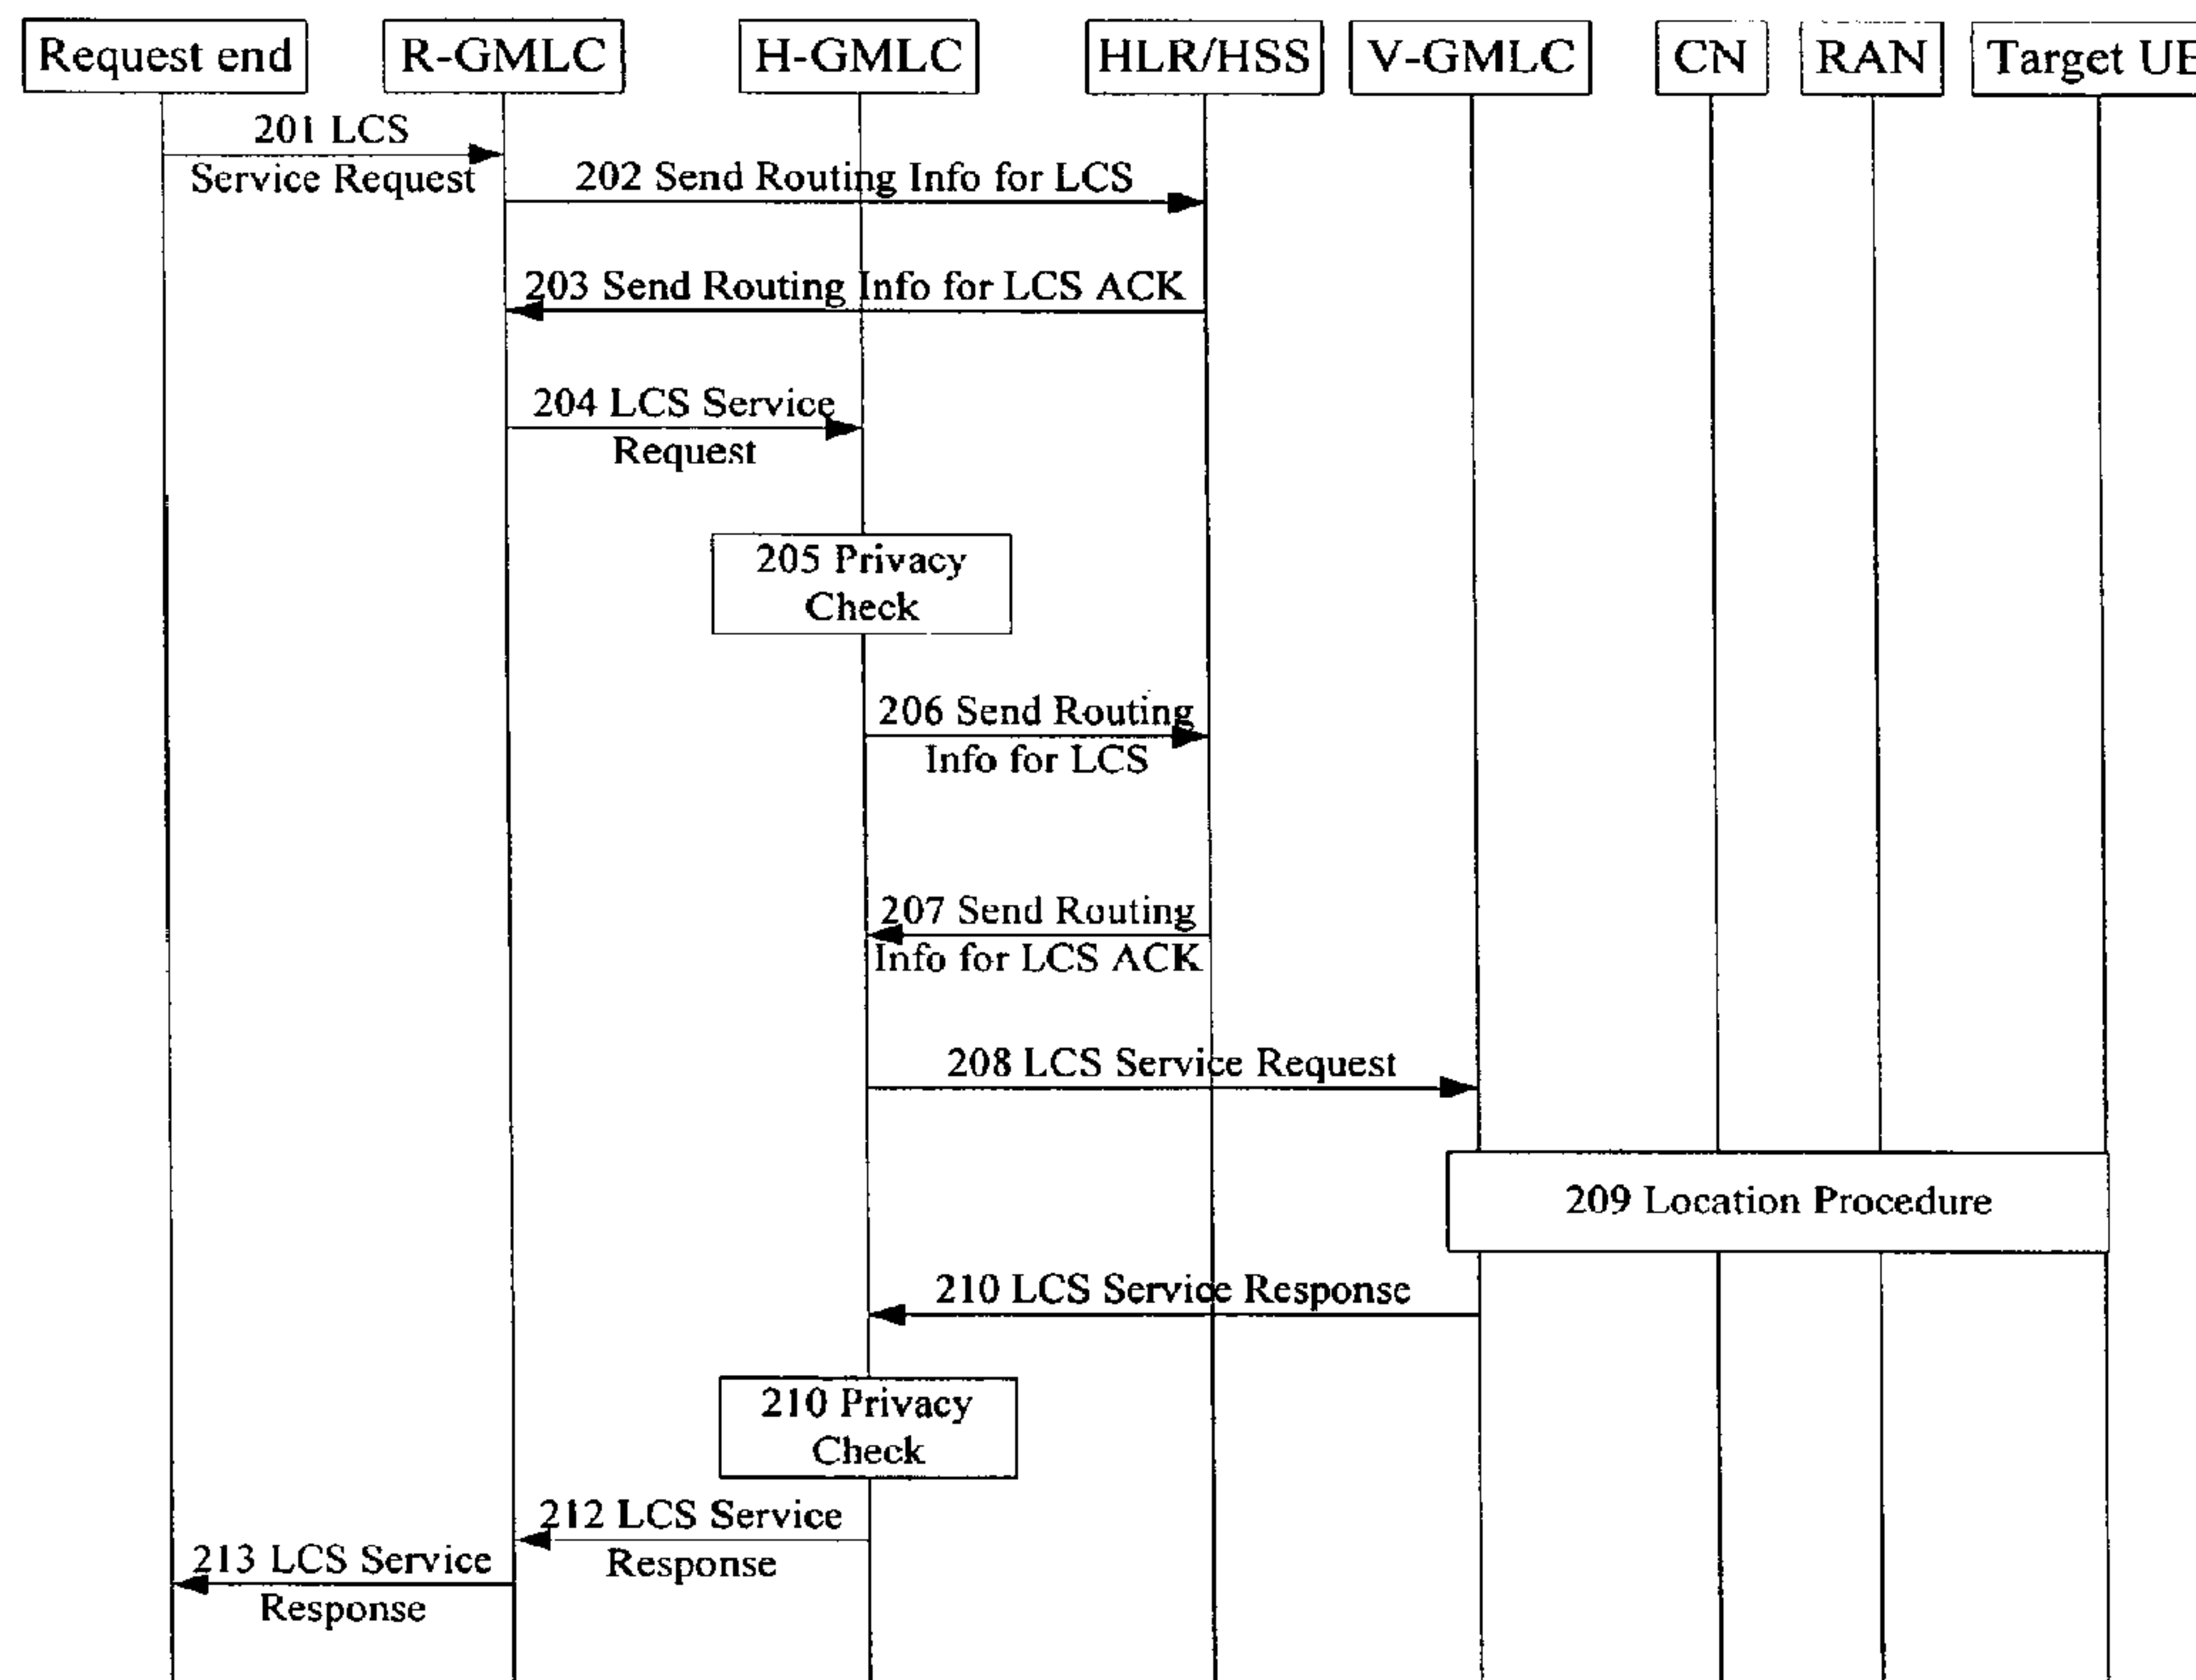 Request end
R-GMLC
H-GMLC
HLR/HSS
V-GMLC
CN
RAN
Target UE
201 LCS
Service Request
202 Send Routing Info for LCS
203 Send Routing Info for LCS ACK
204 LCS Service
Request
205 Privacy
Check
206 Send Routing
Info for LCS
207 Send Routing
Info for LCS ACK
208 LCS Service Request
209 Location Procedure
210 LCS Service Response
210 Privacy
Check
212 LCS Service
Response
213 LCS Service
Response